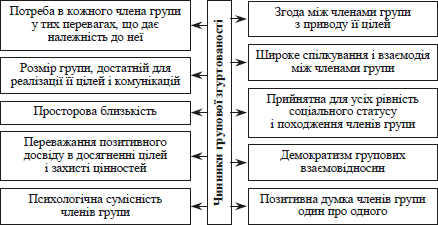 Потреба в кожного члена групи
у тих перевагах, що дає
належність до неї
Розмір групи, достатній для
реалізації її цілей і комунікацій
Просторова близькість
Переважання позитивного
досвіду в досягненні цілей
і захисті цінностей
Психологічна сумісність
членів групи
Чинники групової згуртованості
Згода між членами групи
з приводу її цілей
Широке спілкування і взаємодія
між членами групи
Прийнятна для усіх рівність
соціального статусу
і походження членів групи
Демократизм групових
взаємовідносин
Позитивна думка членів групи
один про одного